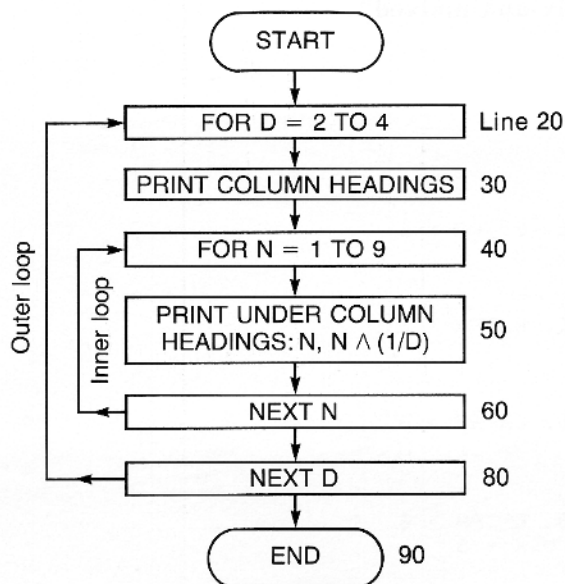 START
FOR D = 2 TO 4 Line 20
PRINT COLUMN HEADINGS 30
FOR N = 1 TO 9 40
PRINT UNDER COLUMN
HEADINGS: N, N ∧ (1/D) 50
NEXT N 60
NEXT D 80
END 90
Outer loop
Inner loop